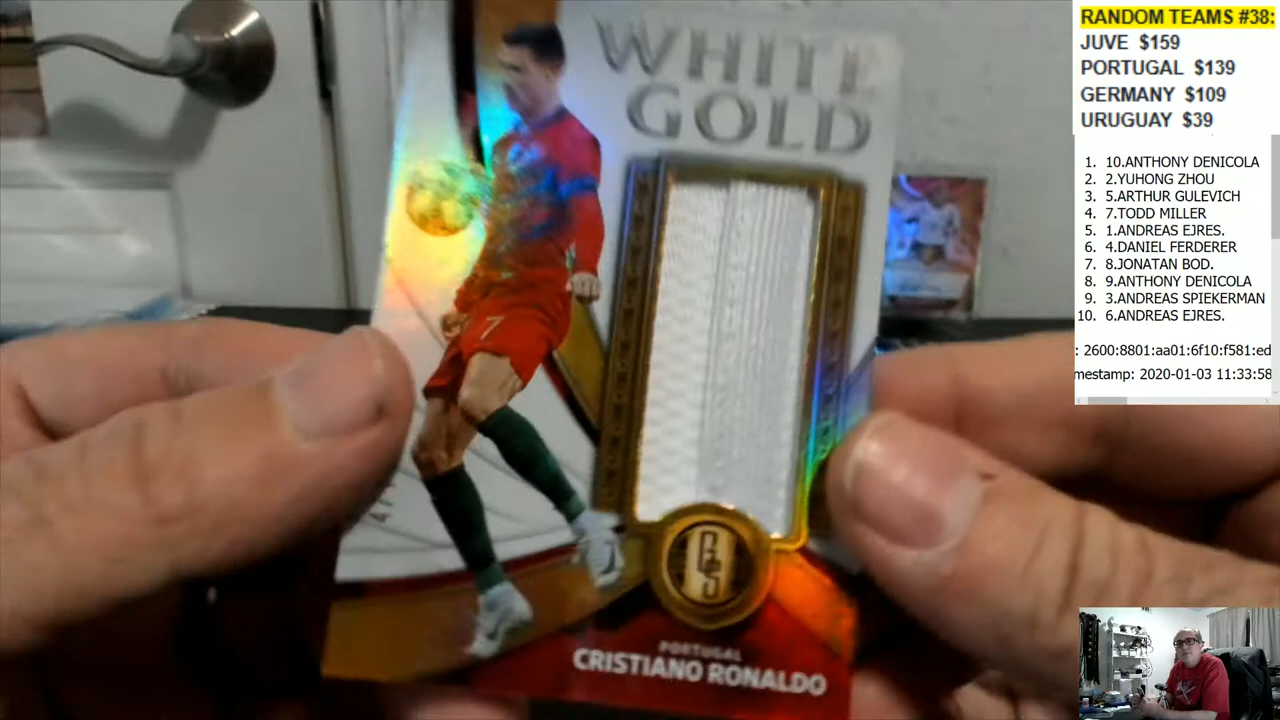 WHITE
GOLD
7
G&S
PORTUGAL
CRISTIANO RONALDO
RANDOM TEAMS #38:
JUVE $159
PORTUGAL $139
GERMANY $109
URUGUAY $39
1. 10.ANTHONY DENICOLA
2. 2.YUHONG ZHOU
3. 5.ARTHUR GULEVICH
4. 7.TODD MILLER
5. 1.ANDREAS EJRES.
6. 4.DANIEL FERDERER
7. 8.JONATAN BOD.
8. 9.ANTHONY DENICOLA
9. 3.ANDREAS SPIEKERMAN
10. 6.ANDREAS EJRES.
: 2600:8801:aa01:6f10:f581:ed
mestamp: 2020-01-03 11:33:58